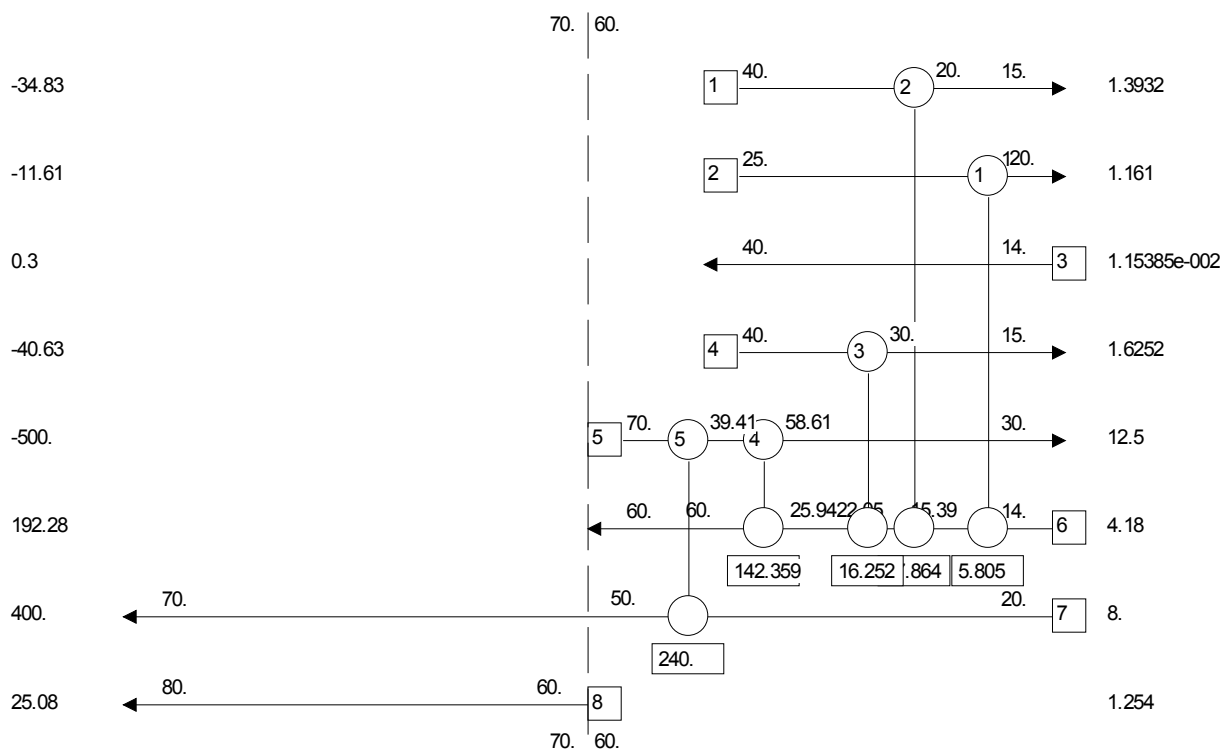 70. 60.
-34.83 1 40. 2 20. 15. 1.3932
-11.61 2 25. 1 20. 1.161
0.3 40. 14. 3 1.15385e-002
-40.63 4 40. 3 30. 15. 1.6252
-500. 5 70. 5 39.41 4 58.61 30. 12.5
192.28 60. 60. 25.94 15.39 14. 6 4.18
142.359 16.252 .864 5.805
400. 70. 50. 20. 7 8.
240.
25.08 80. 60. 8 1.254
70. 60.